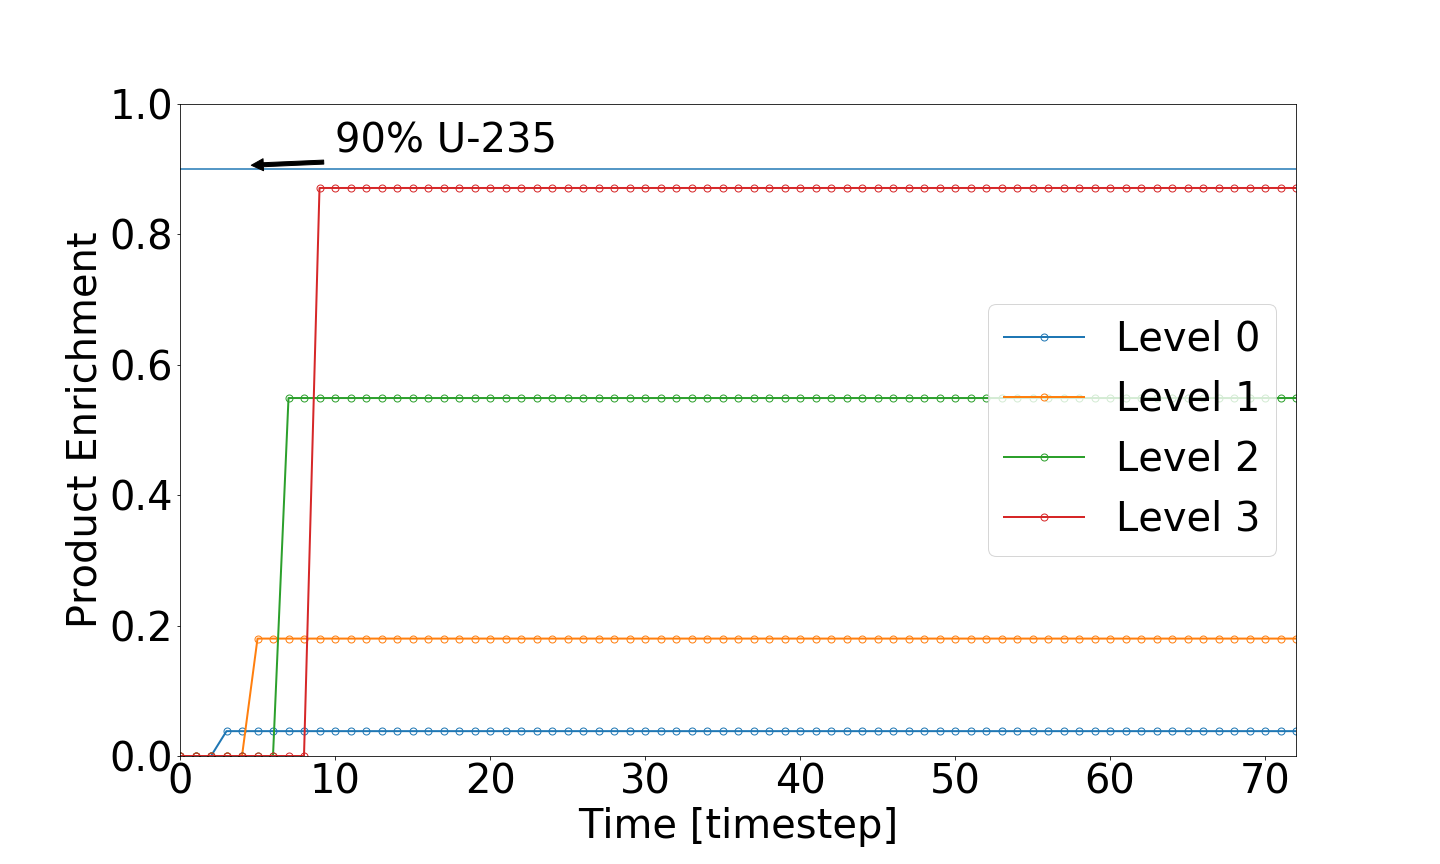 1.0
90% U-235
0.8
0.6
0.4
0.2
0.0
Product Enrichment
Level 0
Level 1
Level 2
Level 3
0 10 20 30 40 50 60 70
Time [timestep]